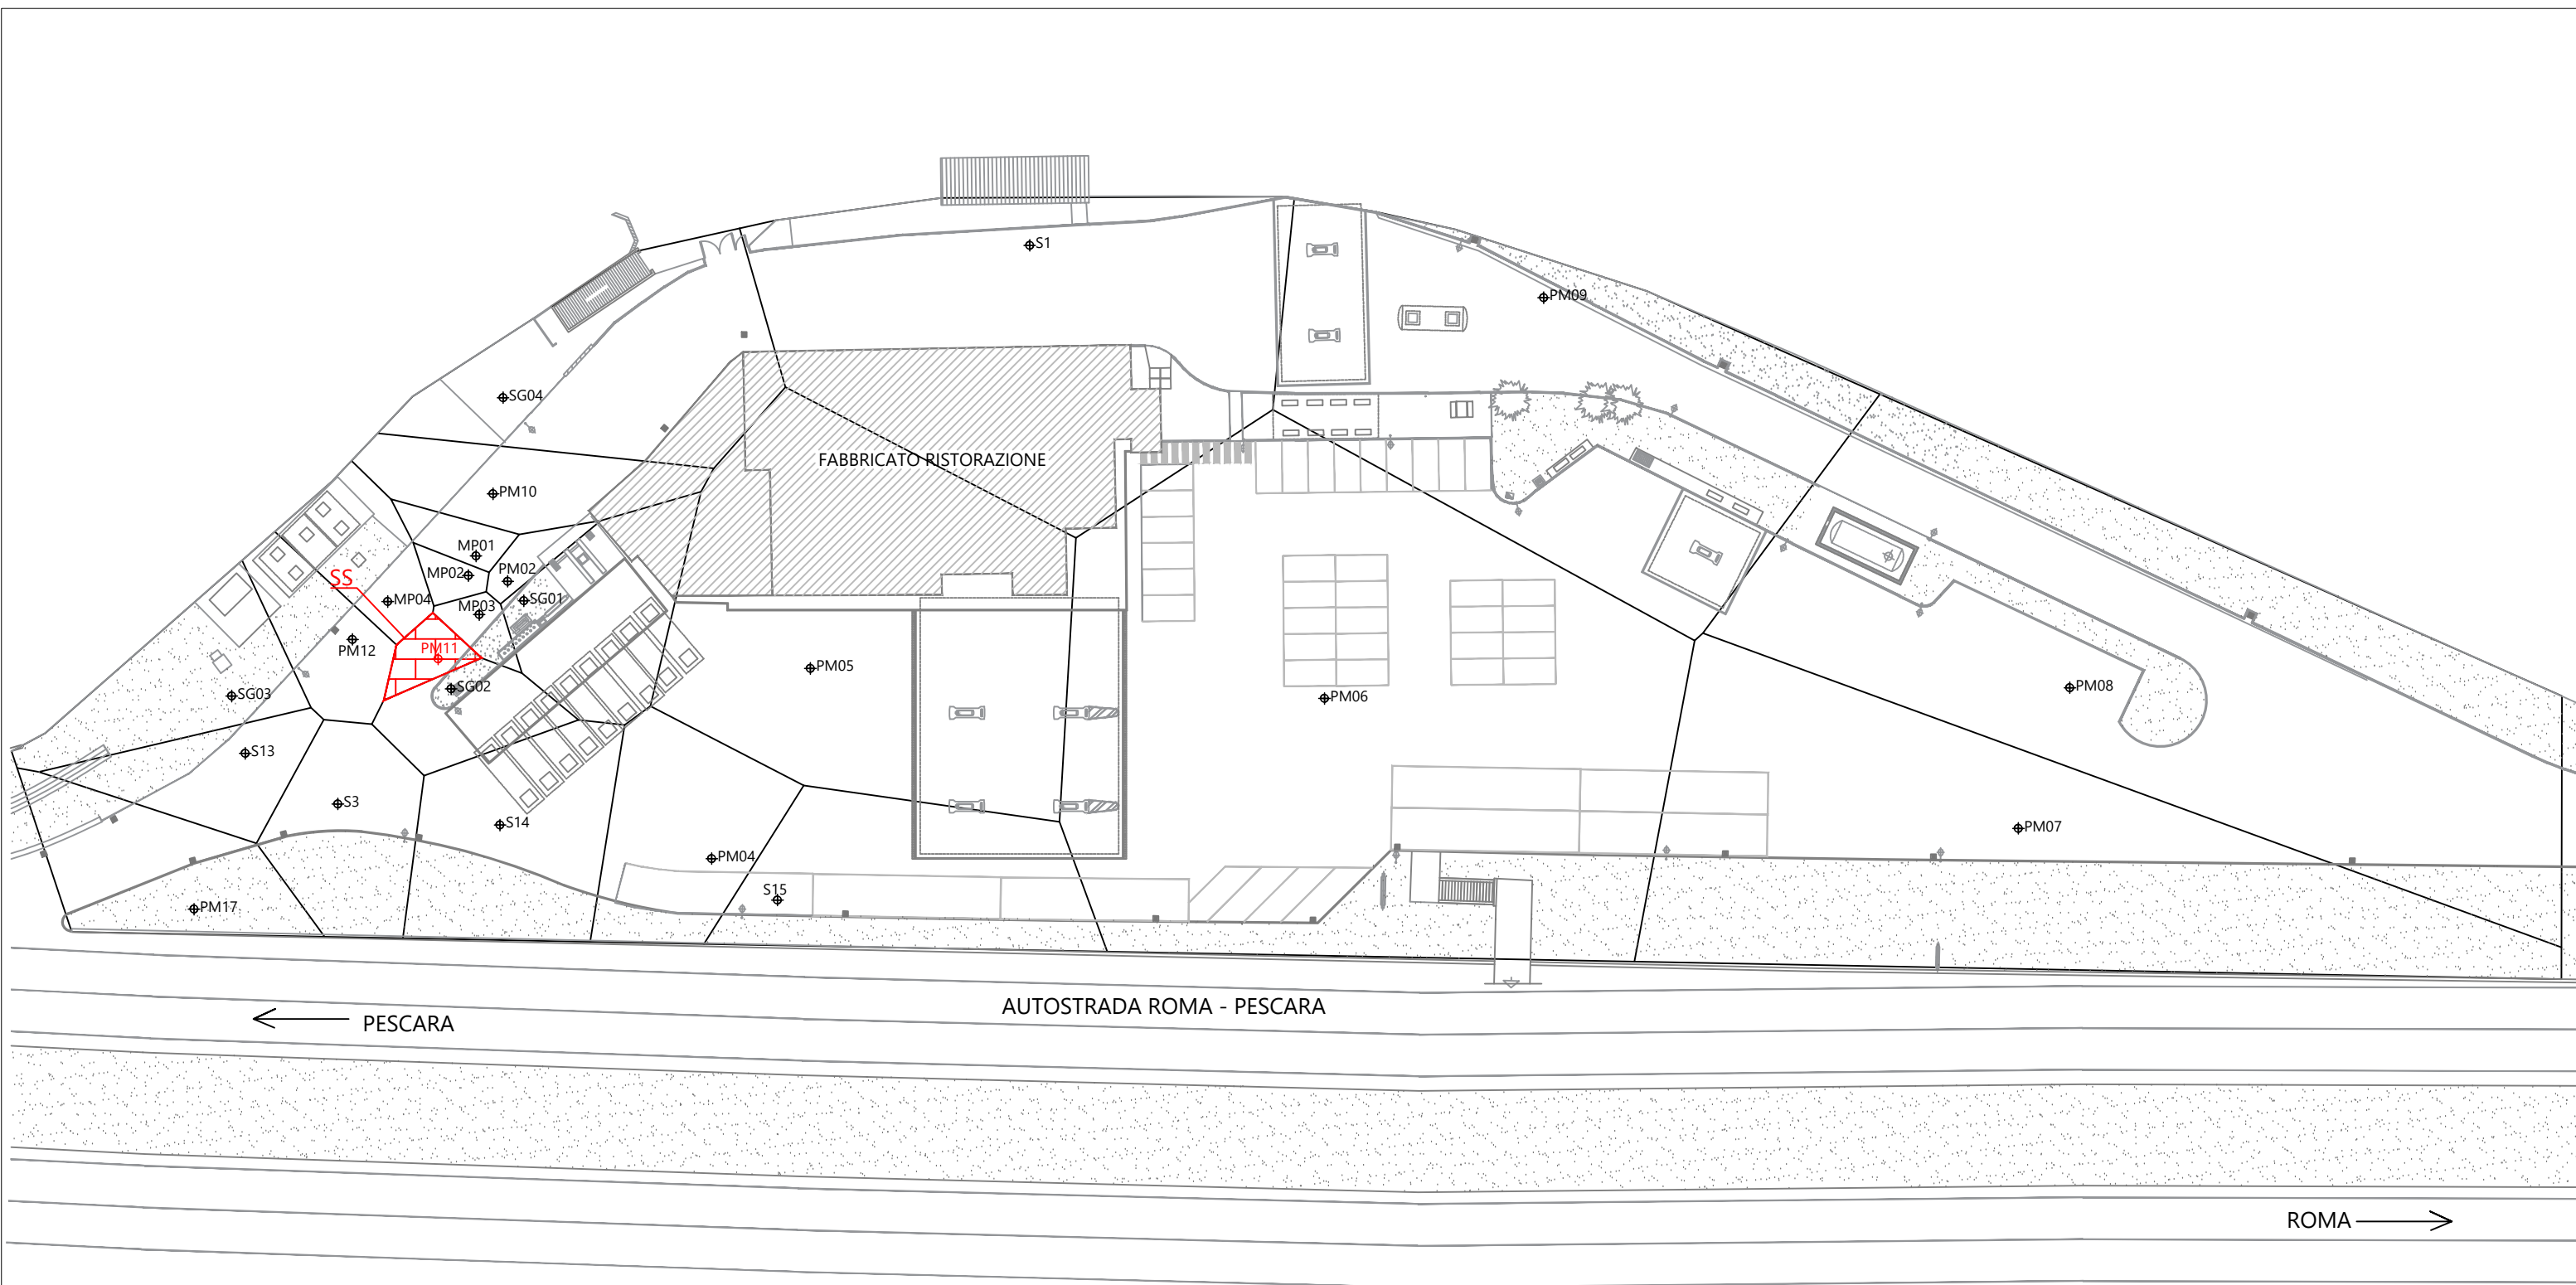 S1
PM09
SG04
FABBRICATO RISTORAZIONE
PM10
MP01
MP02
PM02
SS
MP04
MP03
SG01
PM12
PM11
SG02
SG03
PM05
PM06
PM08
S13
S3
S14
PM07
PM04
S15
PM17
AUTOSTRADA ROMA - PESCARA
PESCARA
ROMA